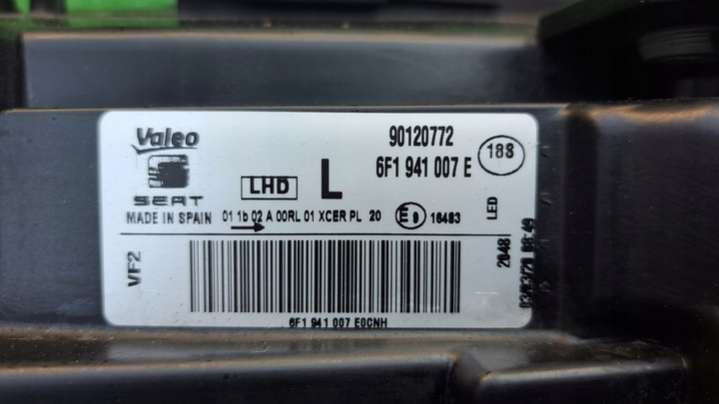 Valeo
90120772
188
SEAT
LHD
L
6F1 941 007 E
MADE IN SPAIN
01 1b 02 A 00RL 01 XCER PL 20
E9
16483
LED
VF2
2048
6F1 941 007 E0CNH